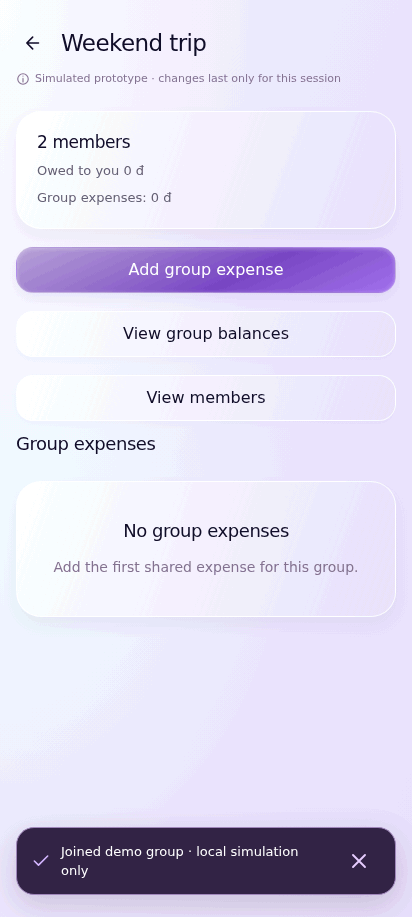 Weekend trip
Simulated prototype · changes last only for this session
2 members
Owed to you 0 đ
Group expenses: 0 đ
Add group expense
View group balances
View members
Group expenses
No group expenses
Add the first shared expense for this group.
Joined demo group · local simulation
only